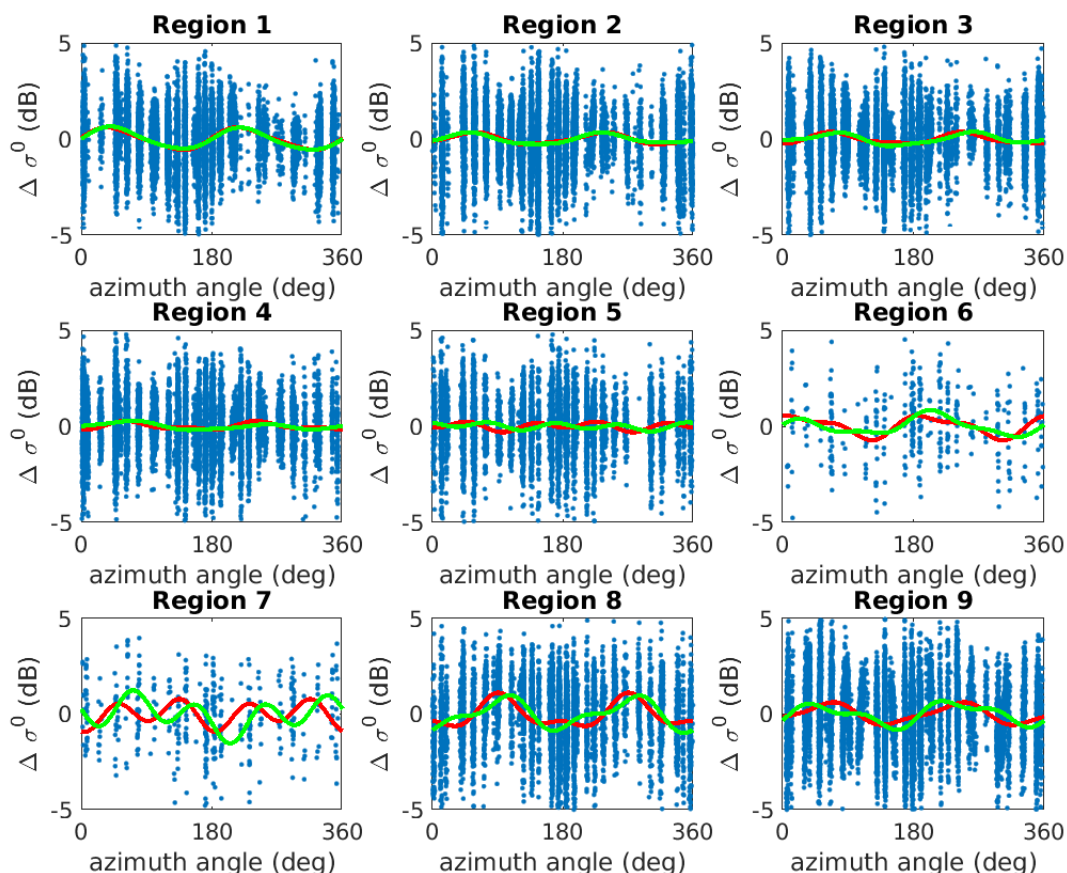 Region 1 Region 2 Region 3
5 5 5
Δ σ⁰ (dB) Δ σ⁰ (dB) Δ σ⁰ (dB)
0 0 0
-5 -5 -5
0 180 360 0 180 360 0 180 360
azimuth angle (deg) azimuth angle (deg) azimuth angle (deg)
Region 4 Region 5 Region 6
5 5 5
Δ σ⁰ (dB) Δ σ⁰ (dB) Δ σ⁰ (dB)
0 0 0
-5 -5 -5
0 180 360 0 180 360 0 180 360
azimuth angle (deg) azimuth angle (deg) azimuth angle (deg)
Region 7 Region 8 Region 9
5 5 5
Δ σ⁰ (dB) Δ σ⁰ (dB) Δ σ⁰ (dB)
0 0 0
-5 -5 -5
0 180 360 0 180 360 0 180 360
azimuth angle (deg) azimuth angle (deg) azimuth angle (deg)